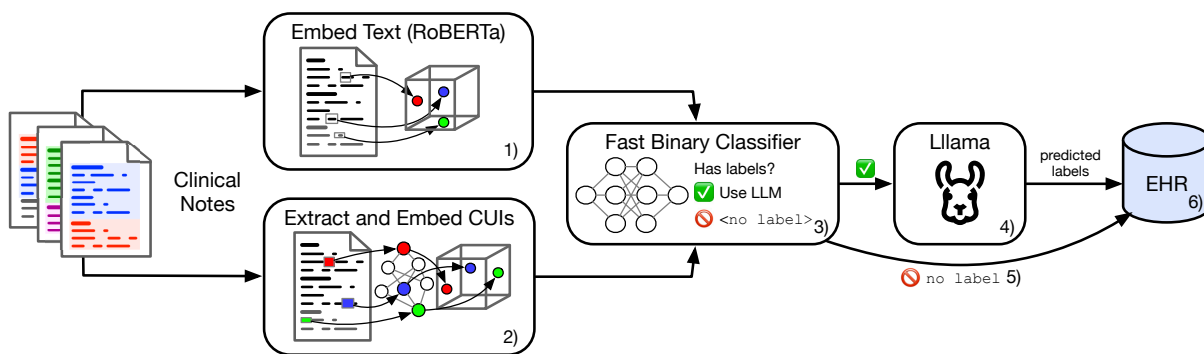 Embed Text (RoBERTa)
1)
Clinical
Notes
Extract and Embed CUIs
2)
Fast Binary Classifier
Has labels?
Use LLM
<no label>
3)
Lllama
4)
predicted
labels
EHR
6)
no label 5)